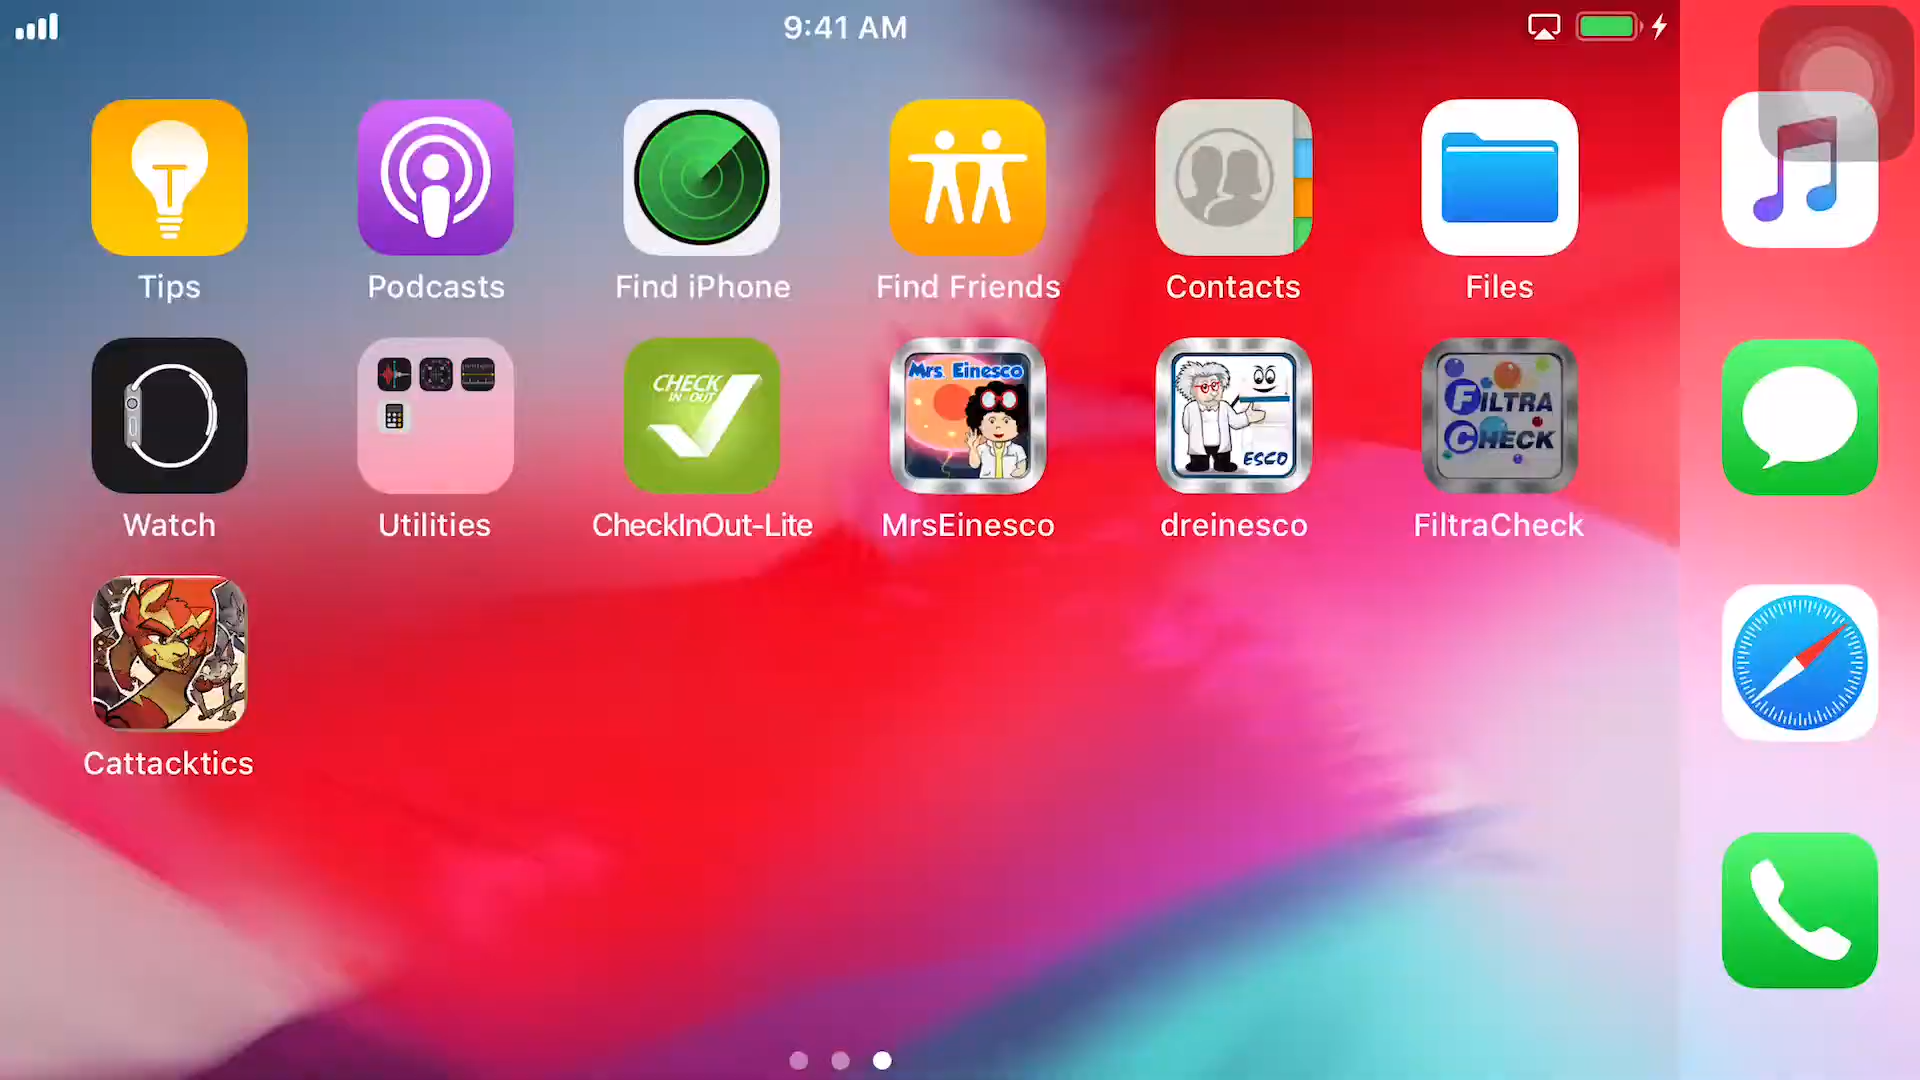 9:41 AM
Tips
Podcasts
Find iPhone
Find Friends
Contacts
Files
CHECK
IN-OUT
Mrs Einesco
ESCO
FILTRA
CHECK
Watch
Utilities
CheckInOut-Lite
MrsEinesco
dreinesco
FiltraCheck
Cattacktics